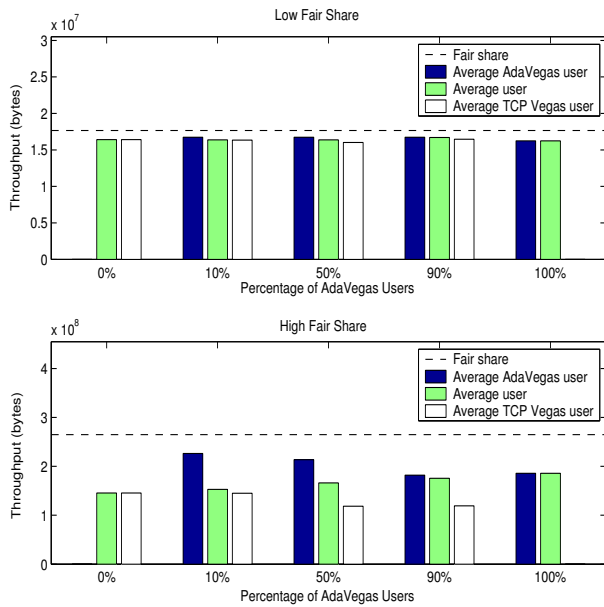 Low Fair Share
x 10^7
3
2.5
2
1.5
1
0.5
0
Throughput (bytes)
Fair share
Average AdaVegas user
Average user
Average TCP Vegas user
0% 10% 50% 90% 100%
Percentage of AdaVegas Users
High Fair Share
x 10^8
4
2
0
Throughput (bytes)
Fair share
Average AdaVegas user
Average user
Average TCP Vegas user
0% 10% 50% 90% 100%
Percentage of AdaVegas Users